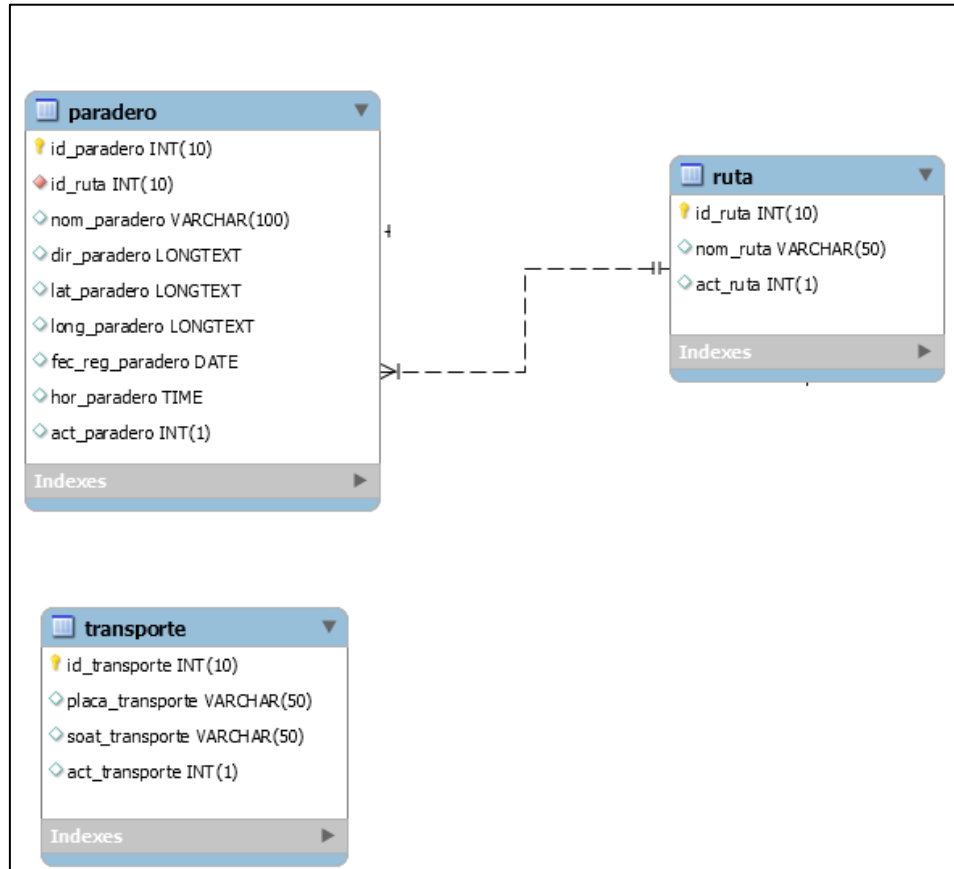 paradero
id_paradero INT(10)
id_ruta INT(10)
nom_paradero VARCHAR(100)
dir_paradero LONGTEXT
lat_paradero LONGTEXT
long_paradero LONGTEXT
fec_reg_paradero DATE
hor_paradero TIME
act_paradero INT(1)
Indexes
ruta
id_ruta INT(10)
nom_ruta VARCHAR(50)
act_ruta INT(1)
Indexes
transporte
id_transporte INT(10)
placa_transporte VARCHAR(50)
soat_transporte VARCHAR(50)
act_transporte INT(1)
Indexes